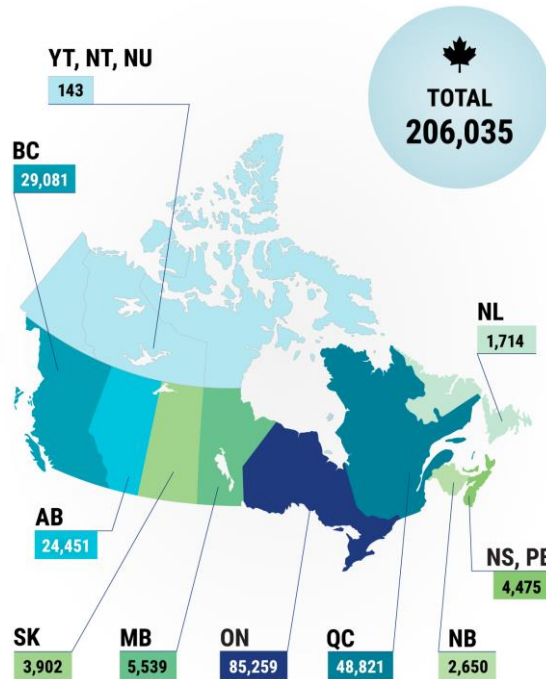 YT, NT, NU
143
TOTAL
206,035
BC
29,081
NL
1,714
AB
24,451
NS, PE
4,475
SK
3,902
MB
5,539
ON
85,259
QC
48,821
NB
2,650